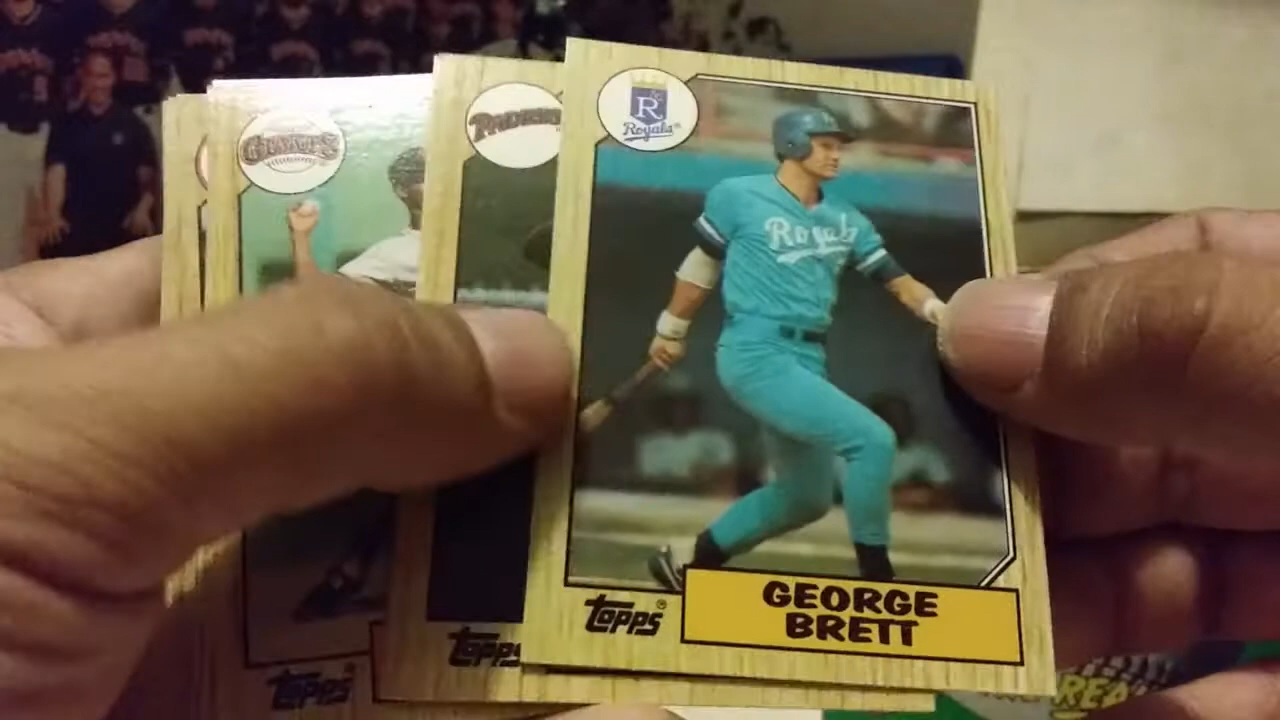 GIANTS
PADRES
R
Royals
Royals
GEORGE
BRETT
TOPPS
TOPPS
TOPPS